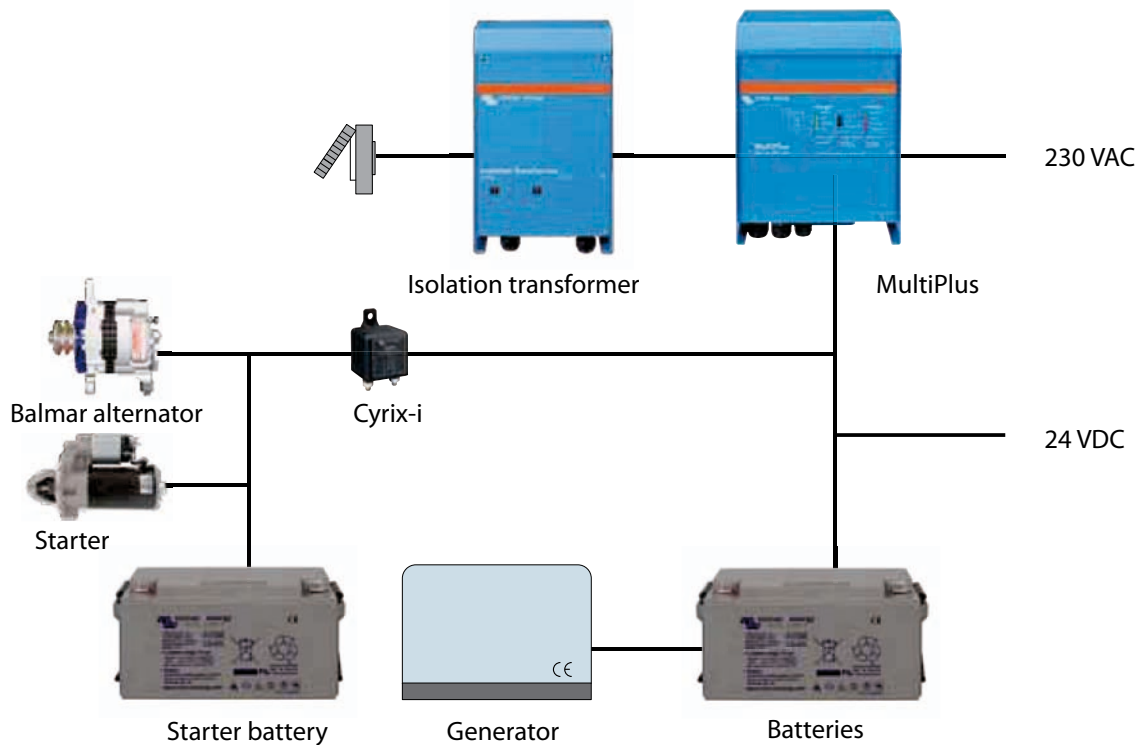 230 VAC
Isolation transformer
MultiPlus
Balmar alternator
Cyrix-i
24 VDC
Starter
CE
Starter battery
Generator
Batteries